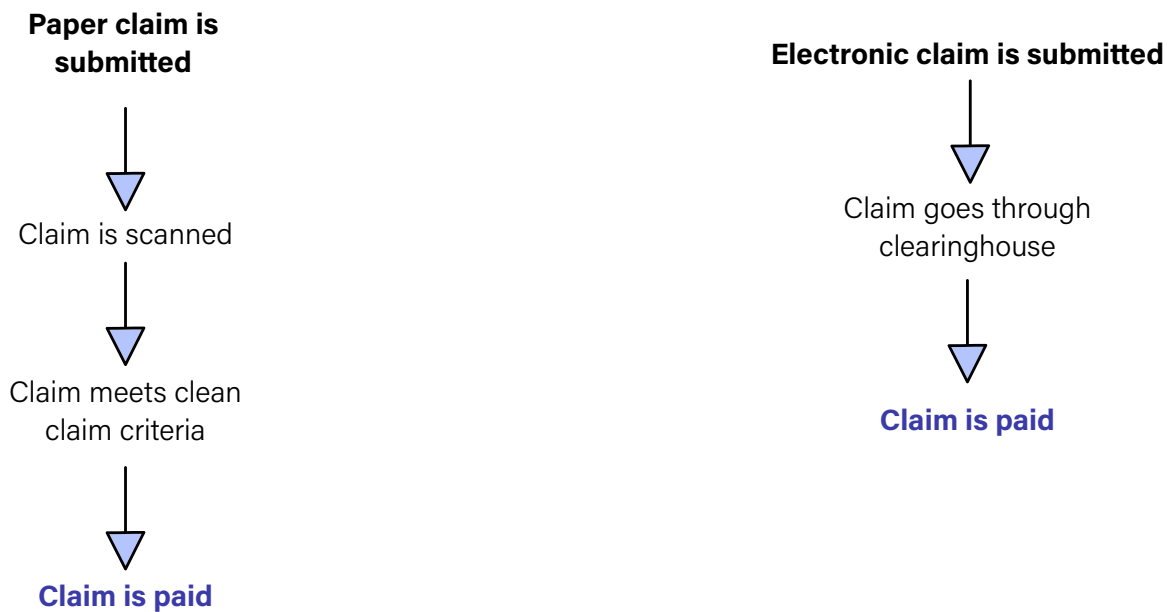 Paper claim is
submitted
Claim is scanned
Claim meets clean
claim criteria
Claim is paid
Electronic claim is submitted
Claim goes through
clearinghouse
Claim is paid